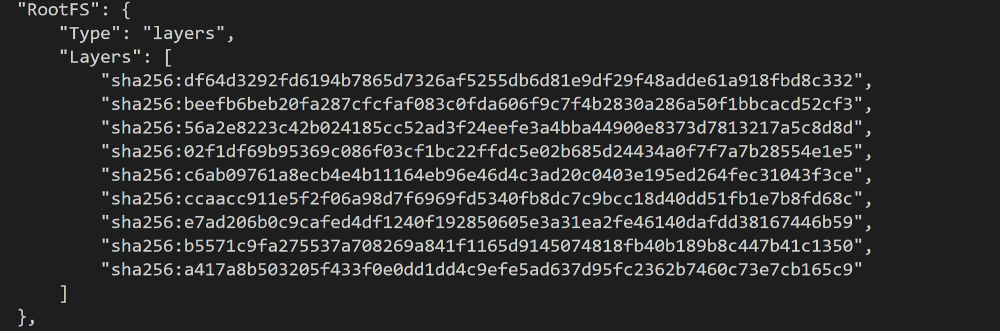 "RootFS": {
"Type": "layers",
"Layers": [
"sha256:df64d3292fd6194b7865d7326af5255db6d81e9df29f48adde61a918fbd8c332",
"sha256:beefb6beb20fa287cfcfaf083c0fda606f9c7f4b2830a286a50f1bbcacd52cf3",
"sha256:56a2e8223c42b024185cc52ad3f24eefe3a4bba44900e8373d7813217a5c8d8d",
"sha256:02f1df69b95369c086f03cf1bc22ffdc5e02b685d24434a0f7f7a7b28554e1e5",
"sha256:c6ab09761a8ecb4e4b11164eb96e46d4c3ad20c0403e195ed264fec31043f3ce",
"sha256:ccaacc911e5f2f06a98d7f6969fd5340fb8dc7c9bcc18d40dd51fb1e7b8fd68c",
"sha256:e7ad206b0c9cafed4df1240f192850605e3a31ea2fe46140dafdd38167446b59",
"sha256:b5571c9fa275537a708269a841f1165d9145074818fb40b189b8c447b41c1350",
"sha256:a417a8b503205f433f0e0dd1dd4c9efe5ad637d95fc2362b7460c73e7cb165c9"
]
},